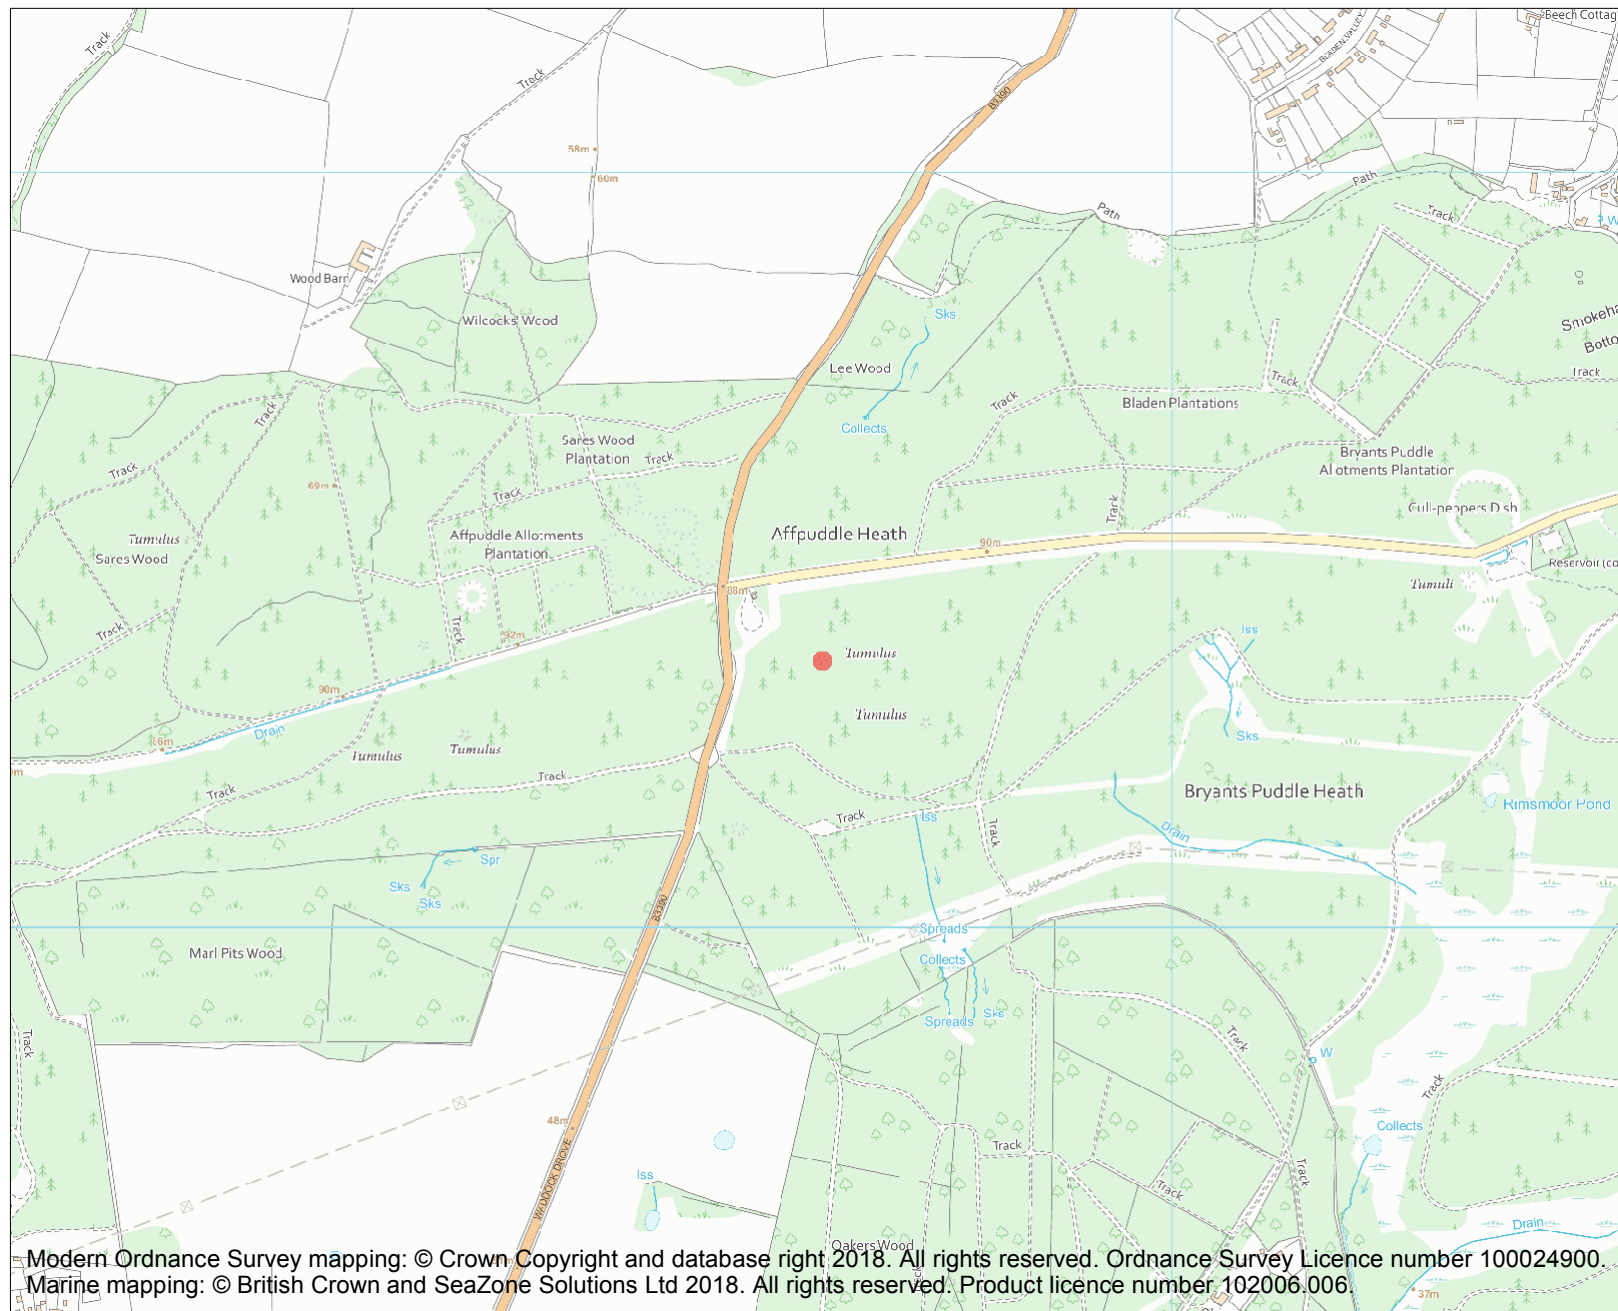 Beech Cottag
Track
BLADEN VALLEY
Track
B3390
58m
60m
Path
Path
Track
P.W
Wood Barn
Sks
Wilcocks' Wood
Smokeha
Botto
Lee Wood
Track
Track
Track
Bladen Plantations
Track
Collects
Sares Wood
Plantation
Track
Bryants Puddle
Allotments Plantation
Track
69m
Track
Cull-peppers Dish
Track
Tumulus
Sares Wood
Affpuddle Allotments
Plantation
Affpuddle Heath
90m
Reservoir (co
Tumuli
88m
Track
Track
92m
Iss
Tumulus
90m
Tumulus
Drain
86m
Sks
Tumulus
Tumulus
Track
Track
Bryants Puddle Heath
Rimsmoor Pond
Track
Iss
Track
Drain
Spr
Sks
Sks
B3390
Spreads
Marl Pits Wood
Collects
Spreads
Sks
Track
Track
W
Track
48m
Collects
WADDOCK DROVE
Track
Track
Iss
Track
Drain
Oakers Wood
Track
Modern Ordnance Survey mapping: © Crown Copyright and database right 2018. All rights reserved. Ordnance Survey Licence number 100024900.
Marine mapping: © British Crown and SeaZone Solutions Ltd 2018. All rights reserved. Product licence number 102006.006.
37m